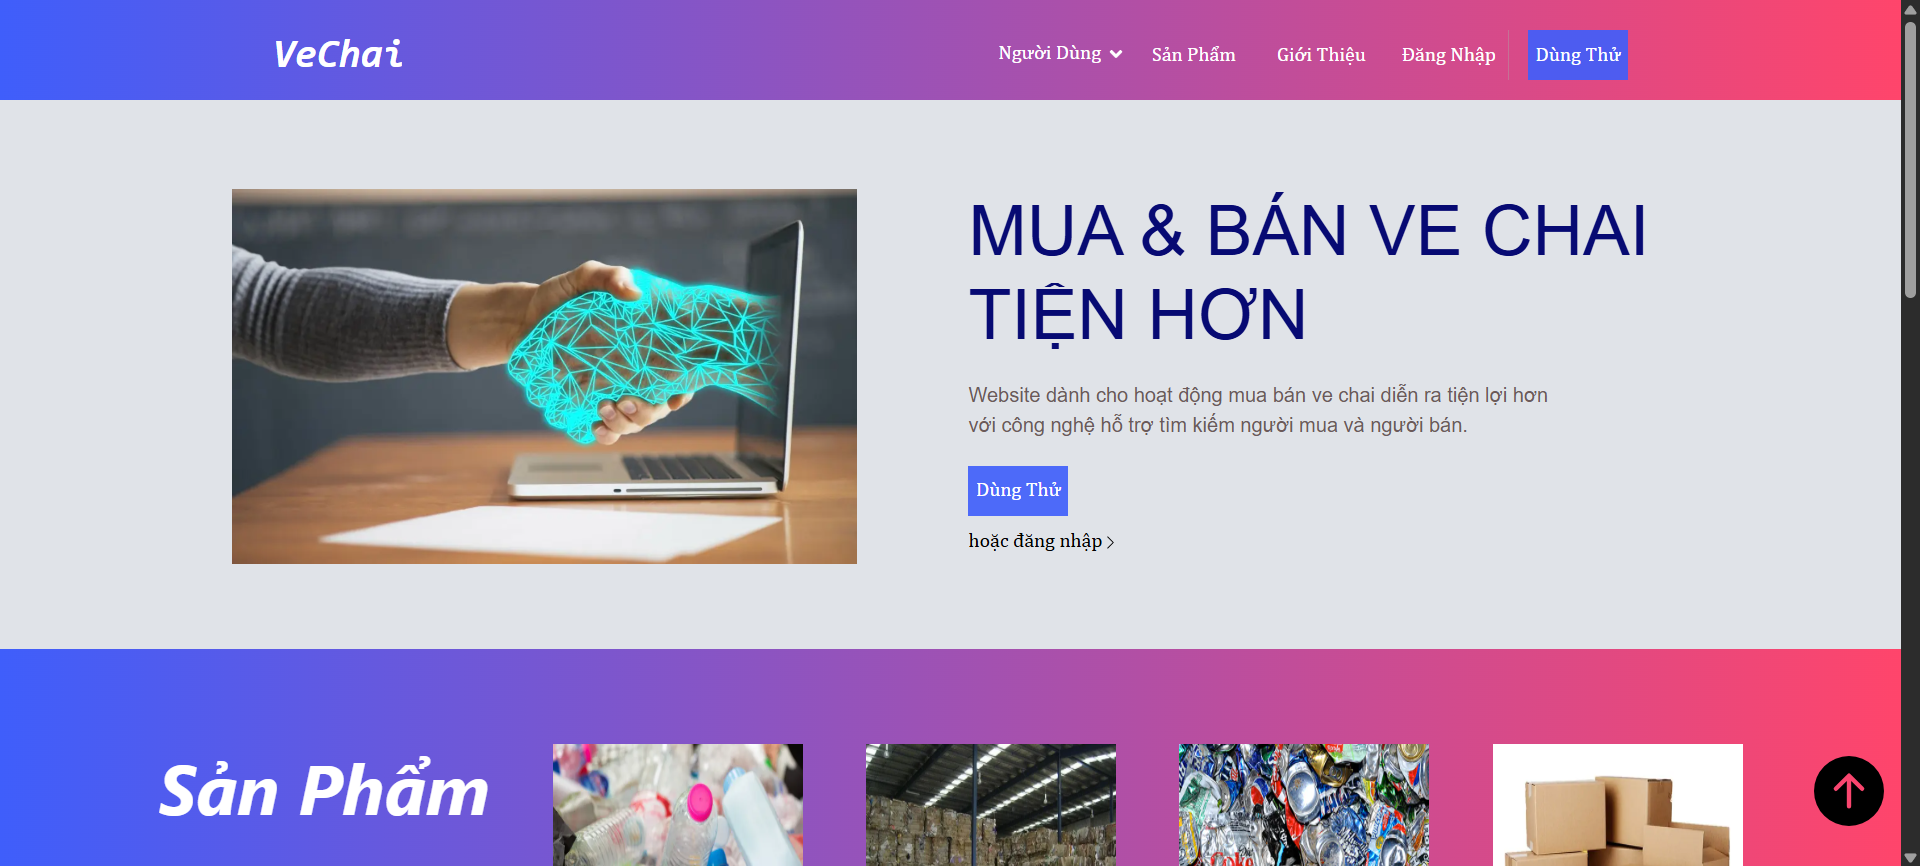 VeChai
Người Dùng
Sản Phẩm
Giới Thiệu
Đăng Nhập
Dùng Thử
MUA & BÁN VE CHAI
TIỆN HƠN
Website dành cho hoạt động mua bán ve chai diễn ra tiện lợi hơn
với công nghệ hỗ trợ tìm kiếm người mua và người bán.
Dùng Thử
hoặc đăng nhập
Sản Phẩm
Coke